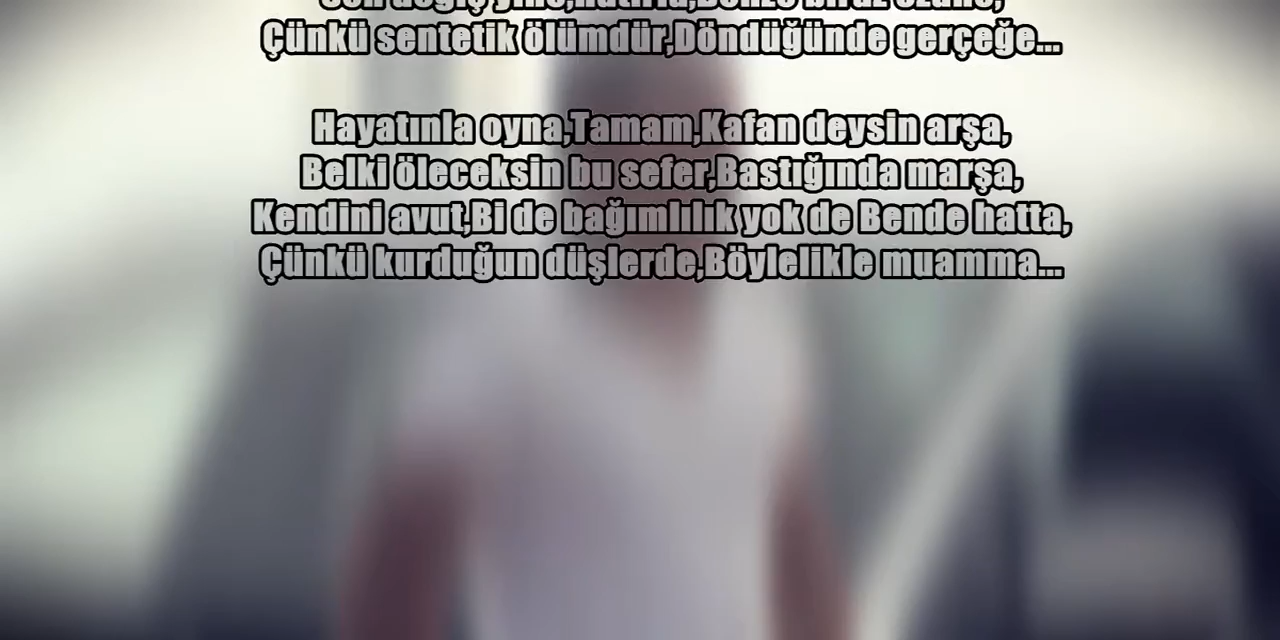 Çünkü sentetik ölümdür,Döndüğünde gerçeğe...
Hayatınla oyna,Tamam,Kafan deysin arşa,
Belki öleceksin bu sefer,Bastığında marşa,
Kendini avut,Bi de bağımlılık yok de Bende hatta,
Çünkü kurduğun düşlerde,Böylelikle muamma...